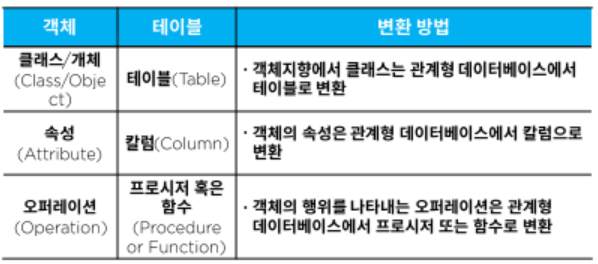 객체 테이블 변환 방법
클래스/개체
(Class/Obje
ct)
테이블(Table)
· 객체지향에서 클래스는 관계형 데이터베이스에서
테이블로 변환
속성
(Attribute)
칼럼(Column)
· 객체의 속성은 관계형 데이터베이스에서 칼럼으로
변환
오퍼레이션
(Operation)
프로시저 혹은
함수
(Procedure
or Function)
· 객체의 행위를 나타내는 오퍼레이션은 관계형
데이터베이스에서 프로시저 또는 함수로 변환